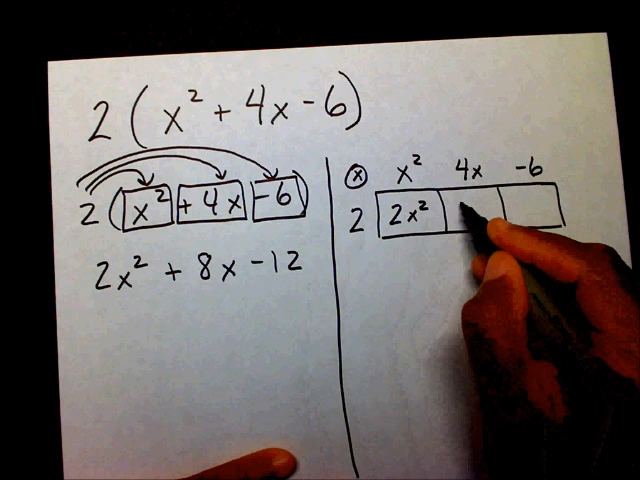 2(x² + 4x - 6)
2(x² + 4x - 6)
2x² + 8x - 12
ⓧ x² 4x -6
2 2x²